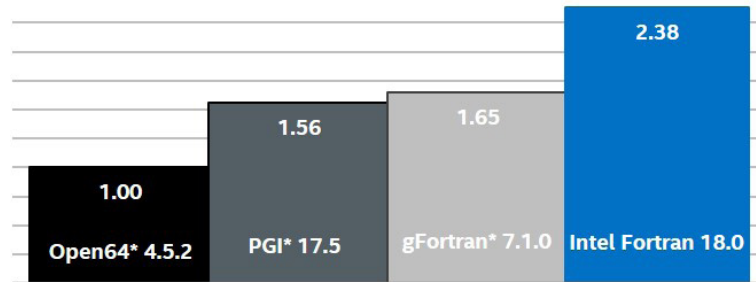 2.38
1.65
1.56
1.00
Open64* 4.5.2
PGI* 17.5
gFortran* 7.1.0
Intel Fortran 18.0